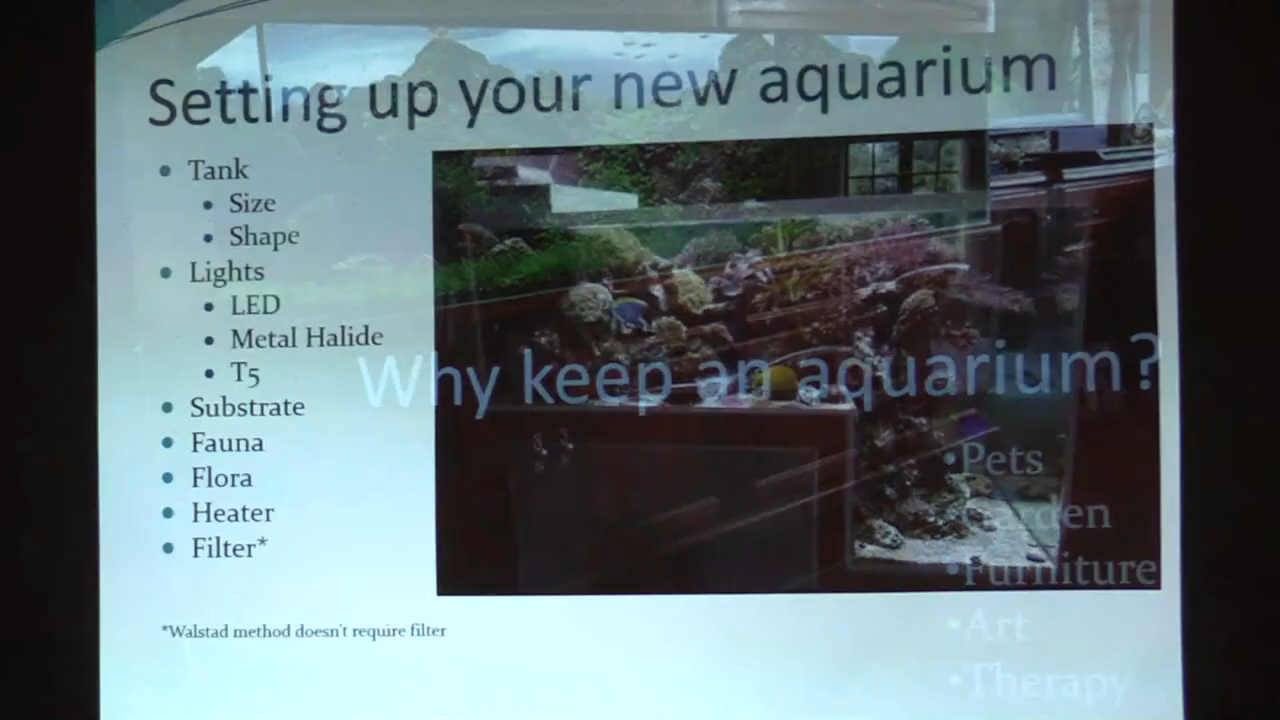 Setting up your new aquarium
• Tank
• Size
• Shape
• Lights
• LED
• Metal Halide
• T5
• Substrate
• Fauna
• Flora
• Heater
• Filter*
*Walstad method doesn't require filter
Why keep an aquarium?
•Pets
•Garden
•Furniture
•Art
•Therapy